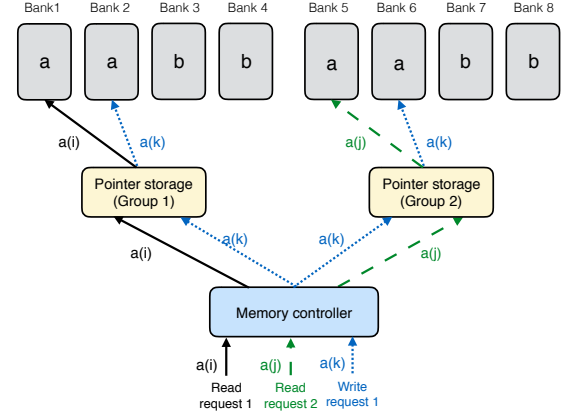 Bank1 Bank 2 Bank 3 Bank 4 Bank 5 Bank 6 Bank 7 Bank 8
a a b b a a b b
a(i) a(k) a(j) a(k)
Pointer storage
(Group 1)
Pointer storage
(Group 2)
a(i) a(k) a(k) a(j)
Memory controller
a(i) a(j) a(k)
Read
request 1
Read
request 2
Write
request 1